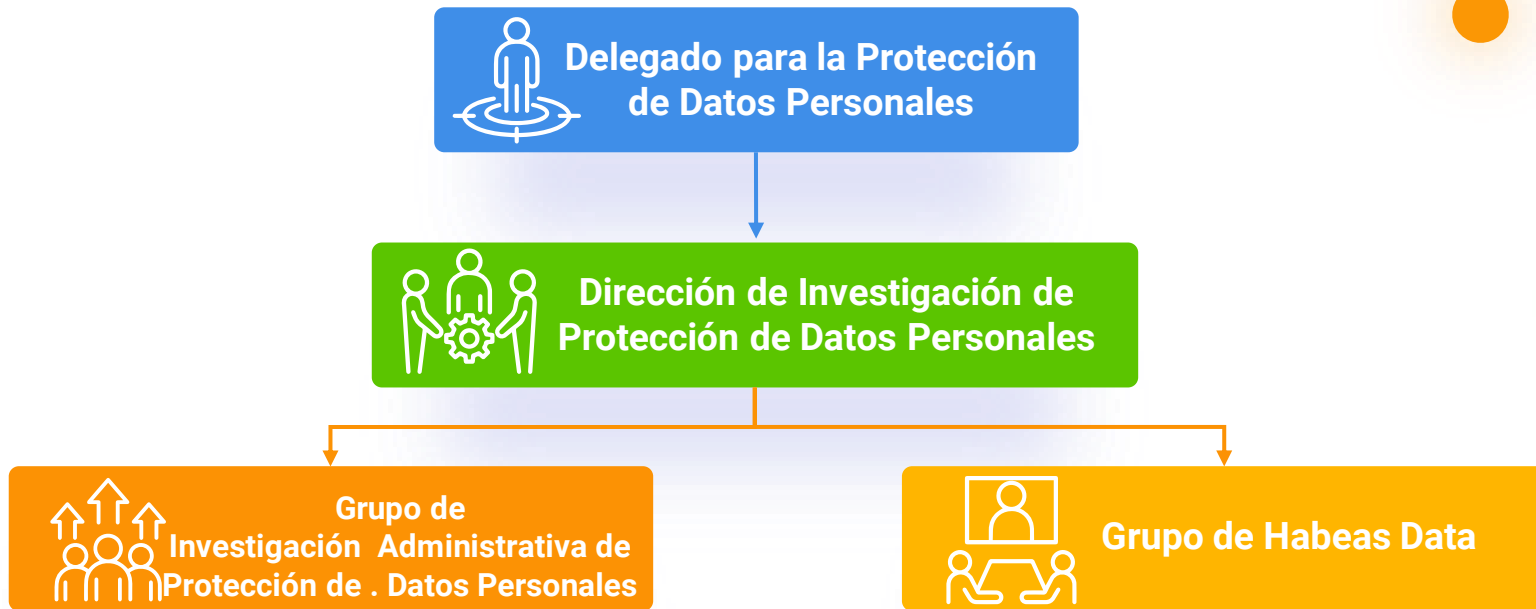 Delegado para la Protección
de Datos Personales
Dirección de Investigación de
Protección de Datos Personales
Grupo de
Investigación  Administrativa de
Protección de . Datos Personales
Grupo de Habeas Data